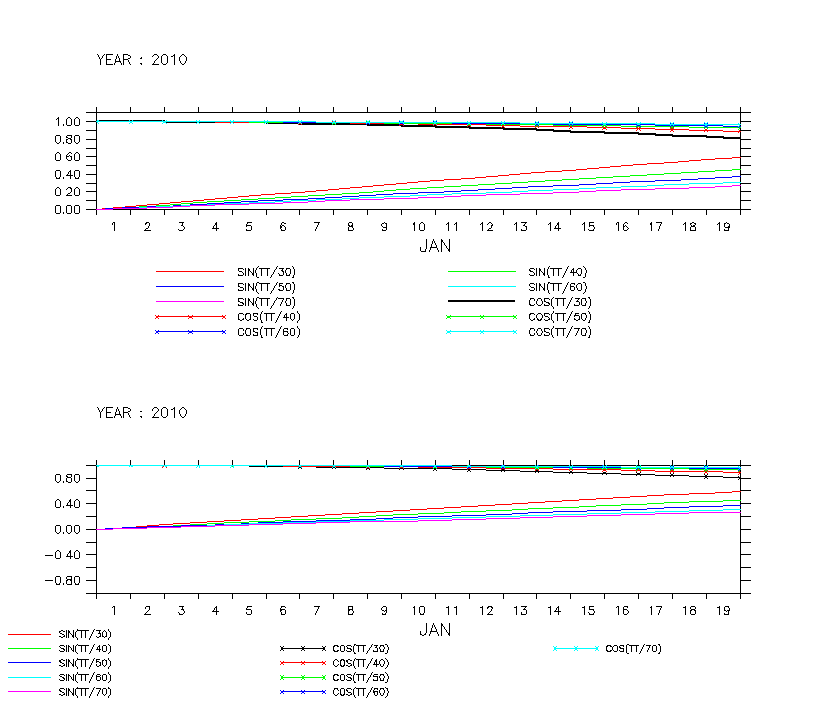 YEAR : 2010
1.00
0.80
0.60
0.40
0.20
0.00
1 2 3 4 5 6 7 8 9 10 11 12 13 14 15 16 17 18 19
JAN
SIN(TT/30) SIN(TT/40)
SIN(TT/50) SIN(TT/60)
SIN(TT/70) COS(TT/30)
COS(TT/40) COS(TT/50)
COS(TT/60) COS(TT/70)
YEAR : 2010
0.80
0.40
0.00
-0.40
-0.80
1 2 3 4 5 6 7 8 9 10 11 12 13 14 15 16 17 18 19
JAN
SIN(TT/30)
SIN(TT/40) COS(TT/30) COS(TT/70)
SIN(TT/50) COS(TT/40)
SIN(TT/60) COS(TT/50)
SIN(TT/70) COS(TT/60)